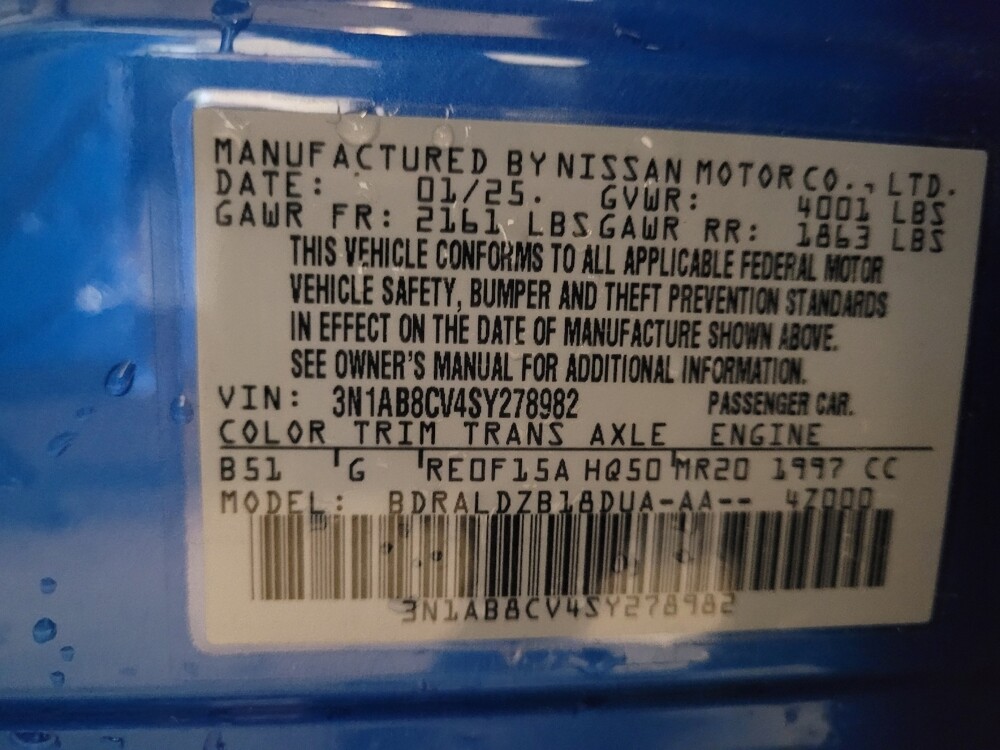 MANUFACTURED BY NISSAN MOTOR CO., LTD.
DATE: 01/25. GVWR: 4001 LBS
GAWR FR: 2161 LBS GAWR RR: 1863 LBS
THIS VEHICLE CONFORMS TO ALL APPLICABLE FEDERAL MOTOR
VEHICLE SAFETY, BUMPER AND THEFT PREVENTION STANDARDS
IN EFFECT ON THE DATE OF MANUFACTURE SHOWN ABOVE.
SEE OWNER'S MANUAL FOR ADDITIONAL INFORMATION.
VIN: 3N1AB8CV4SY278982 PASSENGER CAR.
COLOR TRIM TRANS AXLE ENGINE
B51 G RE0F15A HQ50 MR20 1997 CC
MODEL: BDRALDZB18DUA-AA-- 4Z000
3N1AB8CV4SY278982